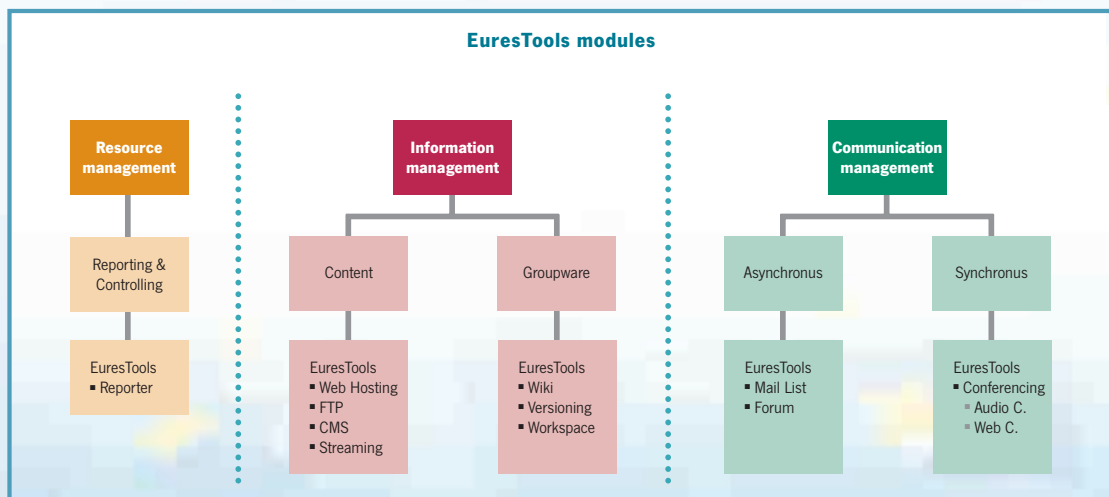 EuresTools modules
Resource
management
Information
management
Communication
management
Reporting &
Controlling
Content
Groupware
Asynchronus
Synchronus
EuresTools
▪ Reporter
EuresTools
▪ Web Hosting
▪ FTP
▪ CMS
▪ Streaming
EuresTools
▪ Wiki
▪ Versioning
▪ Workspace
EuresTools
▪ Mail List
▪ Forum
EuresTools
▪ Conferencing
▪ Audio C.
▪ Web C.